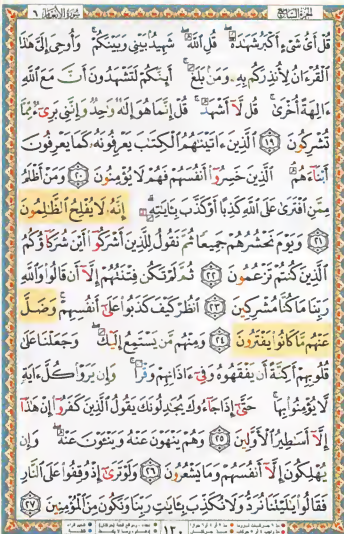 الجزء السابع
سورة الأنعام ٦
قُلْ أَىُّ شَىْءٍ أَكْبَرُ شَهَـٰدَةً ۖ قُلِ ٱللَّهُ ۖ شَهِيدٌۢ بَيْنِى وَبَيْنَكُمْ ۚ وَأُوحِىَ إِلَىَّ هَـٰذَا
ٱلْقُرْءَانُ لِأُنذِرَكُم بِهِۦ وَمَنۢ بَلَغَ ۚ أَئِنَّكُمْ لَتَشْهَدُونَ أَنَّ مَعَ ٱللَّهِ
ءَالِهَةً أُخْرَىٰ ۚ قُل لَّآ أَشْهَدُ ۚ قُلْ إِنَّمَا هُوَ إِلَـٰهٌ وَٰحِدٌ وَإِنَّنِى بَرِىٓءٌ مِّمَّا
تُشْرِكُونَ ﴿١٩﴾ ٱلَّذِينَ ءَاتَيْنَـٰهُمُ ٱلْكِتَـٰبَ يَعْرِفُونَهُۥ كَمَا يَعْرِفُونَ
أَبْنَآءَهُمُ ۘ ٱلَّذِينَ خَسِرُوٓا۟ أَنفُسَهُمْ فَهُمْ لَا يُؤْمِنُونَ ﴿٢٠﴾ وَمَنْ أَظْلَمُ
مِمَّنِ ٱفْتَرَىٰ عَلَى ٱللَّهِ كَذِبًا أَوْ كَذَّبَ بِـَٔايَـٰتِهِۦٓ ۗ إِنَّهُۥ لَا يُفْلِحُ ٱلظَّـٰلِمُونَ
﴿٢١﴾ وَيَوْمَ نَحْشُرُهُمْ جَمِيعًا ثُمَّ نَقُولُ لِلَّذِينَ أَشْرَكُوٓا۟ أَيْنَ شُرَكَآؤُكُمُ
ٱلَّذِينَ كُنتُمْ تَزْعُمُونَ ﴿٢٢﴾ ثُمَّ لَمْ تَكُن فِتْنَتُهُمْ إِلَّآ أَن قَالُوا۟ وَٱللَّهِ
رَبِّنَا مَا كُنَّا مُشْرِكِينَ ﴿٢٣﴾ ٱنظُرْ كَيْفَ كَذَبُوا۟ عَلَىٰٓ أَنفُسِهِمْ ۚ وَضَلَّ
عَنْهُم مَّا كَانُوا۟ يَفْتَرُونَ ﴿٢٤﴾ وَمِنْهُم مَّن يَسْتَمِعُ إِلَيْكَ ۖ وَجَعَلْنَا عَلَىٰ
قُلُوبِهِمْ أَكِنَّةً أَن يَفْقَهُوهُ وَفِىٓ ءَاذَانِهِمْ وَقْرًا ۚ وَإِن يَرَوْا۟ كُلَّ ءَايَةٍ
لَّا يُؤْمِنُوا۟ بِهَا ۚ حَتَّىٰٓ إِذَا جَآءُوكَ يُجَـٰدِلُونَكَ يَقُولُ ٱلَّذِينَ كَفَرُوٓا۟ إِنْ هَـٰذَآ
إِلَّآ أَسَـٰطِيرُ ٱلْأَوَّلِينَ ﴿٢٥﴾ وَهُمْ يَنْهَوْنَ عَنْهُ وَيَنْـَٔوْنَ عَنْهُ ۖ وَإِن
يُهْلِكُونَ إِلَّآ أَنفُسَهُمْ وَمَا يَشْعُرُونَ ﴿٢٦﴾ وَلَوْ تَرَىٰٓ إِذْ وُقِفُوا۟ عَلَى ٱلنَّارِ
فَقَالُوا۟ يَـٰلَيْتَنَا نُرَدُّ وَلَا نُكَذِّبَ بِـَٔايَـٰتِ رَبِّنَا وَنَكُونَ مِنَ ٱلْمُؤْمِنِينَ ﴿٢٧﴾
١٣٠